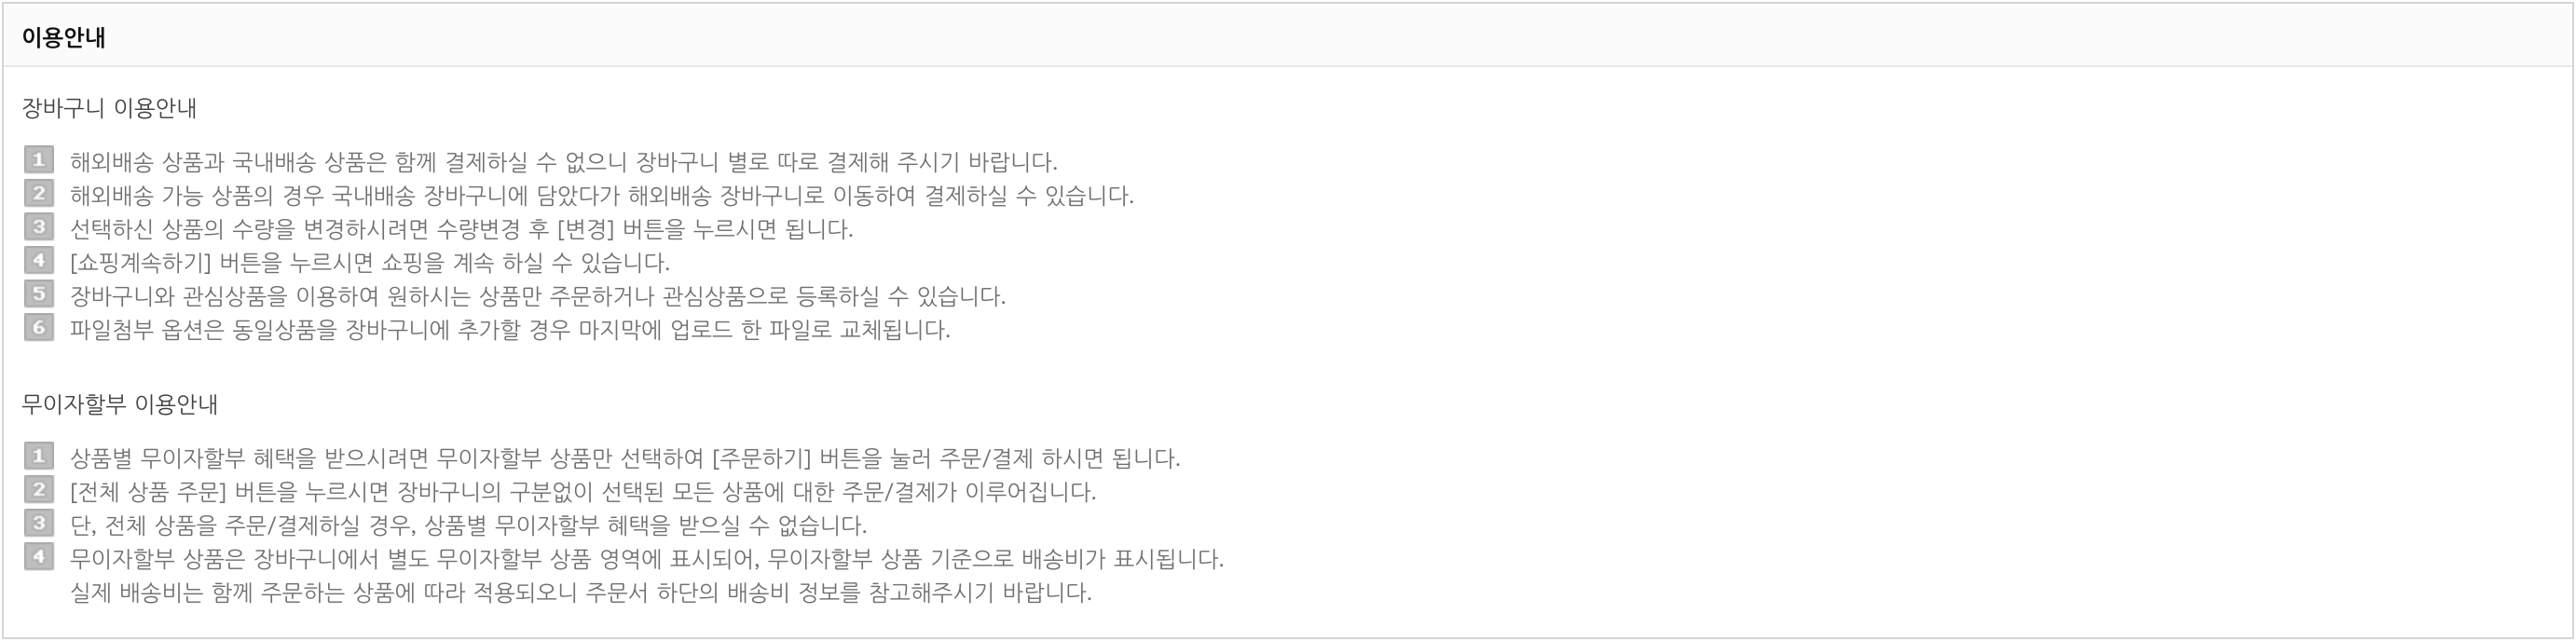 이용안내
장바구니 이용안내
1 해외배송 상품과 국내배송 상품은 함께 결제하실 수 없으니 장바구니 별로 따로 결제해 주시기 바랍니다.
2 해외배송 가능 상품의 경우 국내배송 장바구니에 담았다가 해외배송 장바구니로 이동하여 결제하실 수 있습니다.
3 선택하신 상품의 수량을 변경하시려면 수량변경 후 [변경] 버튼을 누르시면 됩니다.
4 [쇼핑계속하기] 버튼을 누르시면 쇼핑을 계속 하실 수 있습니다.
5 장바구니와 관심상품을 이용하여 원하시는 상품만 주문하거나 관심상품으로 등록하실 수 있습니다.
6 파일첨부 옵션은 동일상품을 장바구니에 추가할 경우 마지막에 업로드 한 파일로 교체됩니다.
무이자할부 이용안내
1 상품별 무이자할부 혜택을 받으시려면 무이자할부 상품만 선택하여 [주문하기] 버튼을 눌러 주문/결제 하시면 됩니다.
2 [전체 상품 주문] 버튼을 누르시면 장바구니의 구분없이 선택된 모든 상품에 대한 주문/결제가 이루어집니다.
3 단, 전체 상품을 주문/결제하실 경우, 상품별 무이자할부 혜택을 받으실 수 없습니다.
4 무이자할부 상품은 장바구니에서 별도 무이자할부 상품 영역에 표시되어, 무이자할부 상품 기준으로 배송비가 표시됩니다.
실제 배송비는 함께 주문하는 상품에 따라 적용되오니 주문서 하단의 배송비 정보를 참고해주시기 바랍니다.